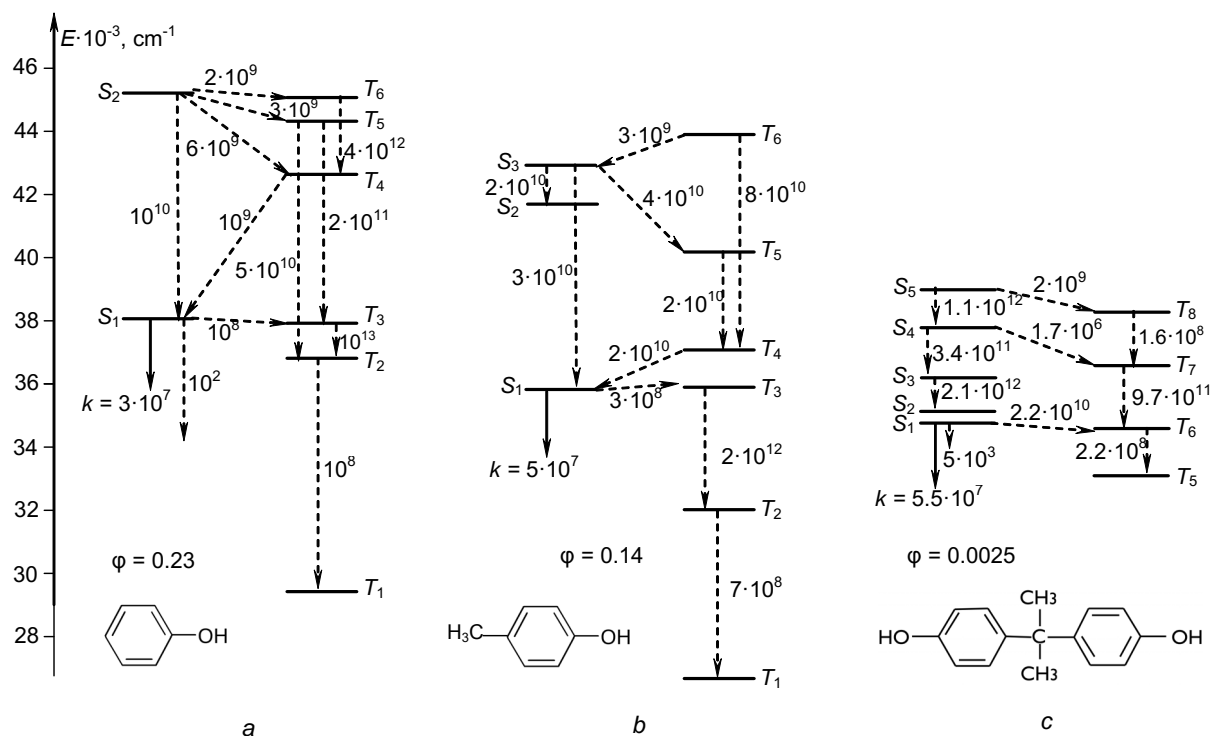 E·10⁻³, cm⁻¹
46
44
42
40
38
36
34
32
30
28
S₂
2·10⁹
T₆
3·10⁹
T₅
6·10⁹
4·10¹²
T₄
10¹⁰
10⁹
2·10¹¹
5·10¹⁰
S₁
10⁸
T₃
10¹³
T₂
10²
k = 3·10⁷
10⁸
φ = 0.23
T₁
OH
a
3·10⁹
T₆
S₃
2·10¹⁰
4·10¹⁰
8·10¹⁰
S₂
T₅
3·10¹⁰
2·10¹⁰
2·10¹⁰
T₄
S₁
3·10⁸
T₃
k = 5·10⁷
2·10¹²
T₂
φ = 0.14
7·10⁸
H₃C
OH
T₁
b
S₅
2·10⁹
1.1·10¹²
T₈
S₄
1.7·10⁶
1.6·10⁸
3.4·10¹¹
T₇
S₃
2.1·10¹²
9.7·10¹¹
S₂
2.2·10¹⁰
S₁
T₆
5·10³
2.2·10⁸
T₅
k = 5.5·10⁷
φ = 0.0025
CH3
HO
C
OH
CH3
c